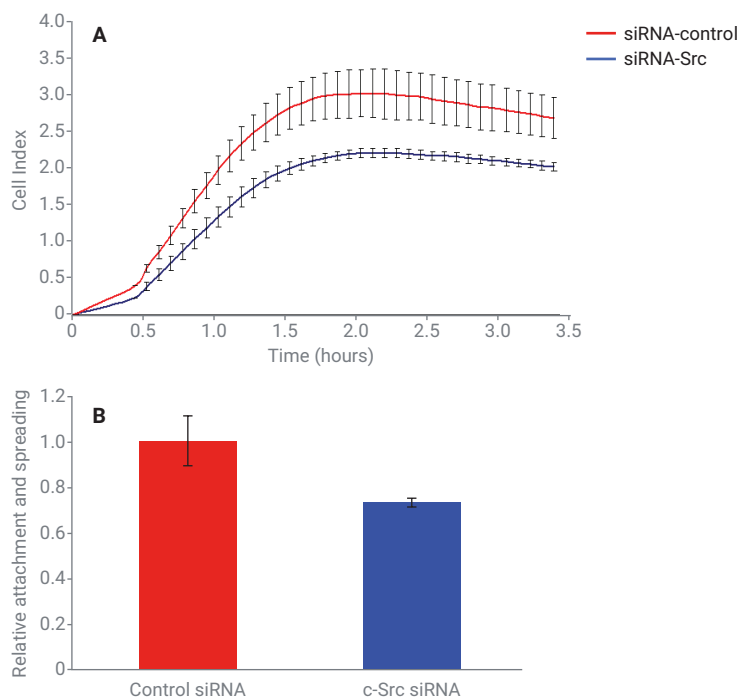 A
siRNA-control
siRNA-Src
Cell Index
4.0
3.5
3.0
2.5
2.0
1.5
1.0
0.5
0
0 0.5 1.0 1.5 2.0 2.5 3.0 3.5
Time (hours)
B
Relative attachment and spreading
1.2
1.0
0.8
0.6
0.4
0.2
0
Control siRNA c-Src siRNA